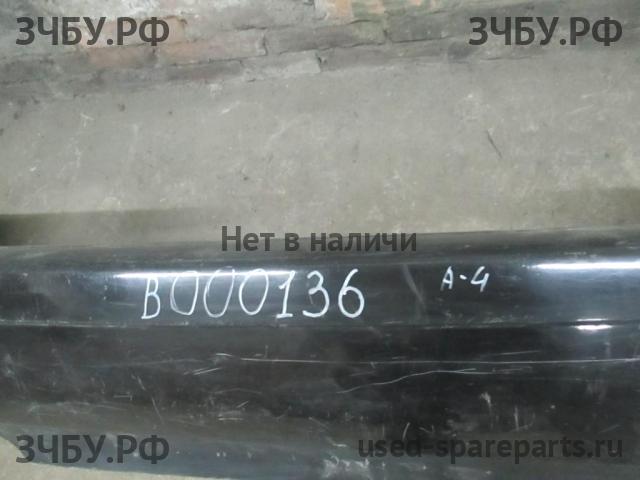 ЗЧБУ.РФ ЗЧБУ.РФ
Нет в наличи
B000136 A-4
ЗЧБУ.РФ used-spareparts.ru